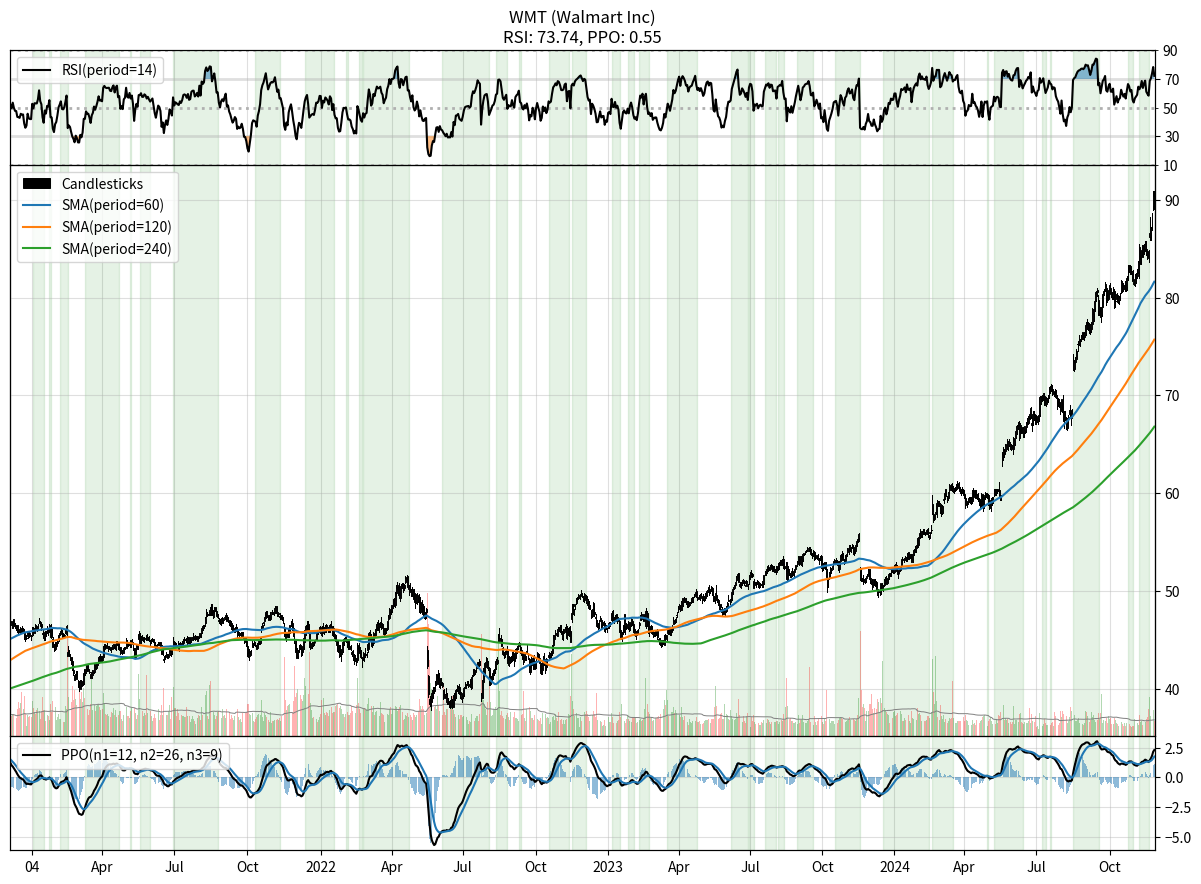 WMT (Walmart Inc)
RSI: 73.74, PPO: 0.55
RSI(period=14)
90
70
50
30
10
Candlesticks
SMA(period=60)
SMA(period=120)
SMA(period=240)
90
80
70
60
50
40
PPO(n1=12, n2=26, n3=9)
2.5
0.0
−2.5
−5.0
04 Apr Jul Oct 2022 Apr Jul Oct 2023 Apr Jul Oct 2024 Apr Jul Oct